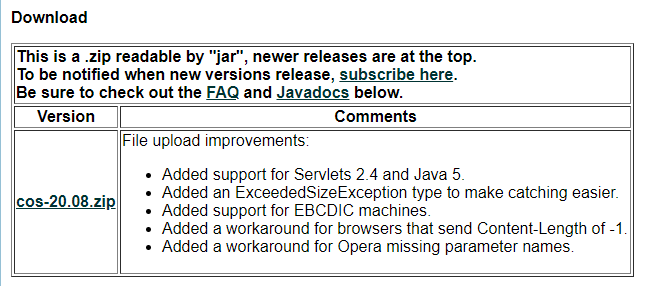 Download
This is a .zip readable by "jar", newer releases are at the top.
To be notified when new versions release, subscribe here.
Be sure to check out the FAQ and Javadocs below.
Version Comments
cos-20.08.zip
File upload improvements:
• Added support for Servlets 2.4 and Java 5.
• Added an ExceededSizeException type to make catching easier.
• Added support for EBCDIC machines.
• Added a workaround for browsers that send Content-Length of -1.
• Added a workaround for Opera missing parameter names.